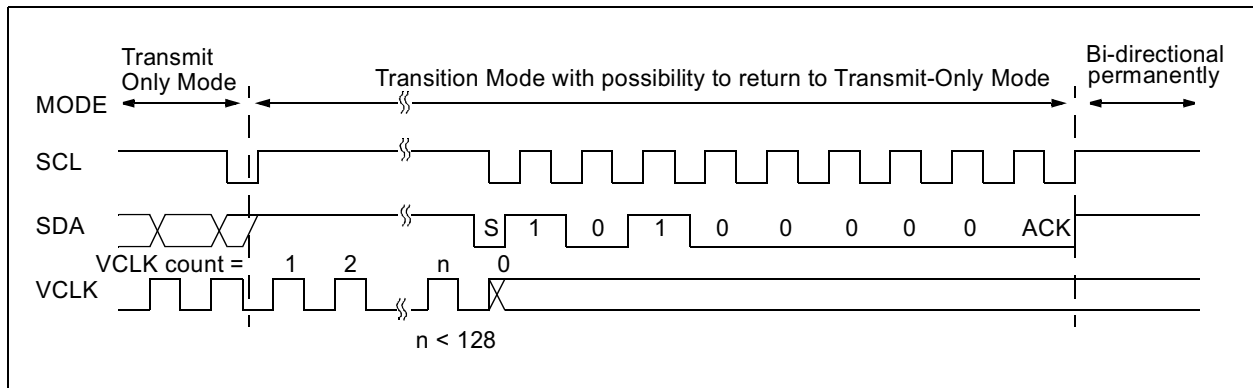 Transmit
Only Mode
Transition Mode with possibility to return to Transmit-Only Mode
Bi-directional
permanently
MODE
SCL
SDA S 1 0 1 0 0 0 0 0 ACK
VCLK count = 1 2 n 0
VCLK
n < 128